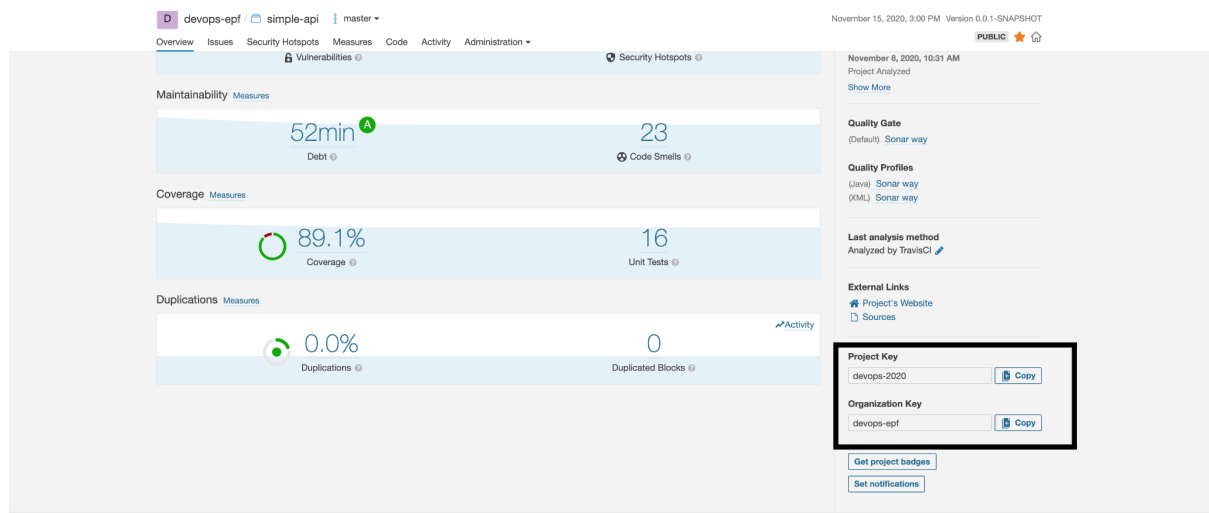 D devops-epf / simple-api master
November 15, 2020, 3:00 PM Version 0.0.1-SNAPSHOT
Overview Issues Security Hotspots Measures Code Activity Administration
PUBLIC
Vulnerabilities ?
Security Hotspots ?
Maintainability Measures
52min A
Debt ?
23
Code Smells ?
Coverage Measures
89.1%
Coverage ?
16
Unit Tests ?
Duplications Measures
Activity
0.0%
Duplications ?
0
Duplicated Blocks ?
November 8, 2020, 10:31 AM
Project Analyzed
Show More
Quality Gate
(Default) Sonar way
Quality Profiles
(Java) Sonar way
(XML) Sonar way
Last analysis method
Analyzed by TravisCI
External Links
Project's Website
Sources
Project Key
devops-2020 Copy
Organization Key
devops-epf Copy
Get project badges
Set notifications